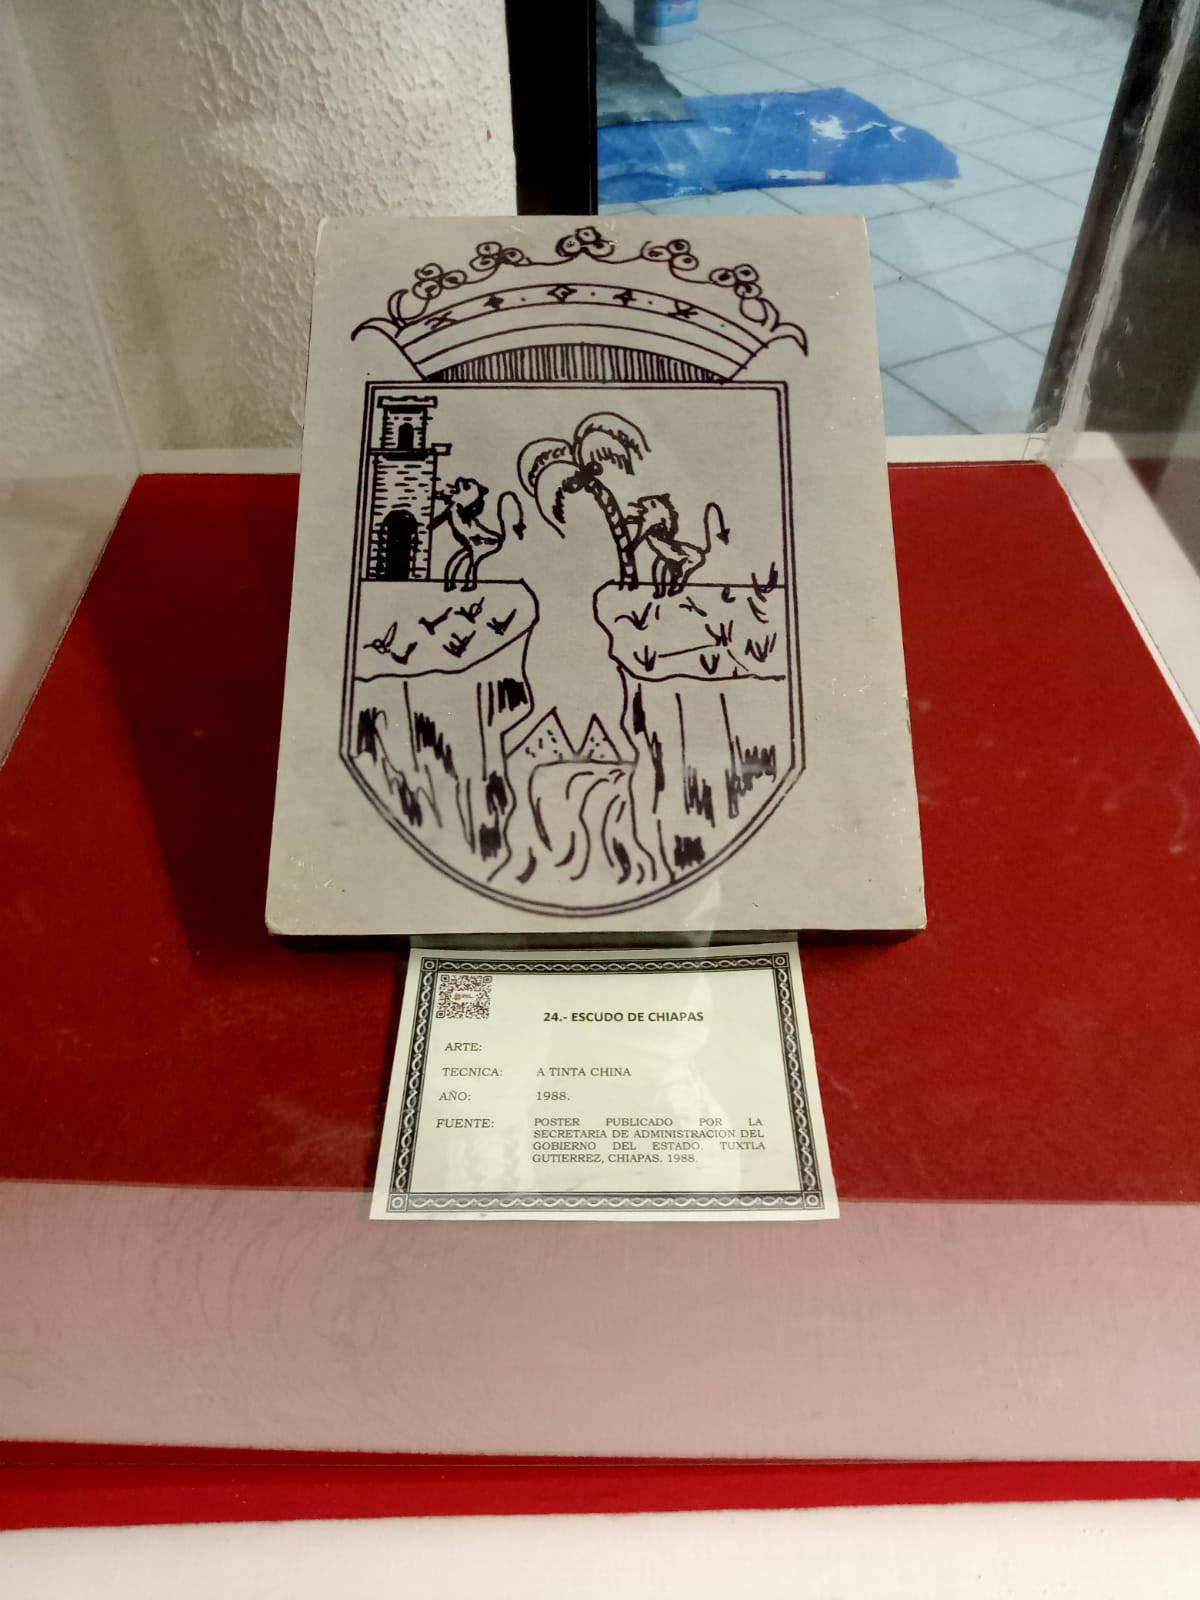 24.- ESCUDO DE CHIAPAS
ARTE:
TECNICA: A TINTA CHINA
AÑO: 1988.
FUENTE: POSTER PUBLICADO POR LA
SECRETARIA DE ADMINISTRACION DEL
GOBIERNO DEL ESTADO. TUXTLA
GUTIERREZ, CHIAPAS. 1988.